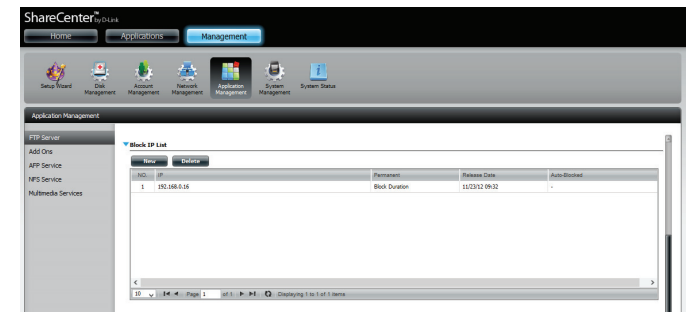 ShareCenter™ by D-Link
Home Applications Management
Setup Wizard Disk Management Account Management Network Management Application Management System Management System Status
Application Management
FTP Server
Add Ons
AFP Service
NFS Service
Multimedia Services
Block IP List
New Delete
NO. IP Permanent Release Date Auto-Blocked
1 192.168.0.16 Block Duration 11/23/12 09:32 -
10 Page 1 of 1 Displaying 1 to 1 of 1 items